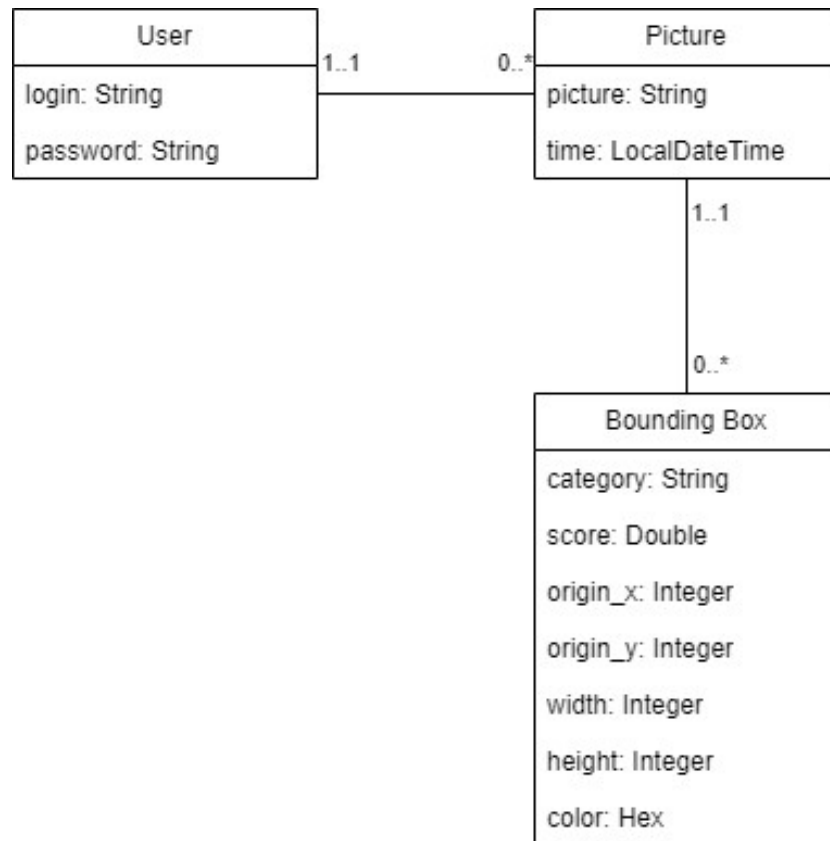 User
login: String
password: String
1..1
0..*
Picture
picture: String
time: LocalDateTime
1..1
0..*
Bounding Box
category: String
score: Double
origin_x: Integer
origin_y: Integer
width: Integer
height: Integer
color: Hex